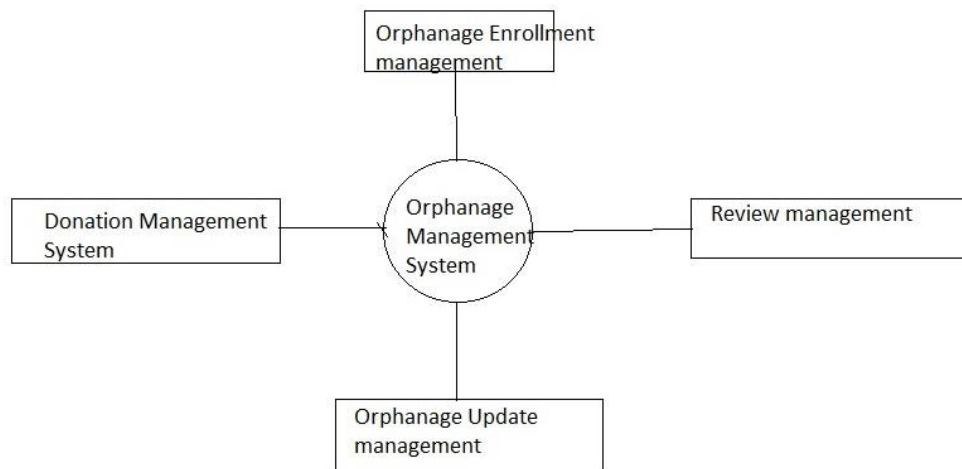 Orphanage Enrollment
management
Donation Management
System
Orphanage
Management
System
Review management
Orphanage Update
management